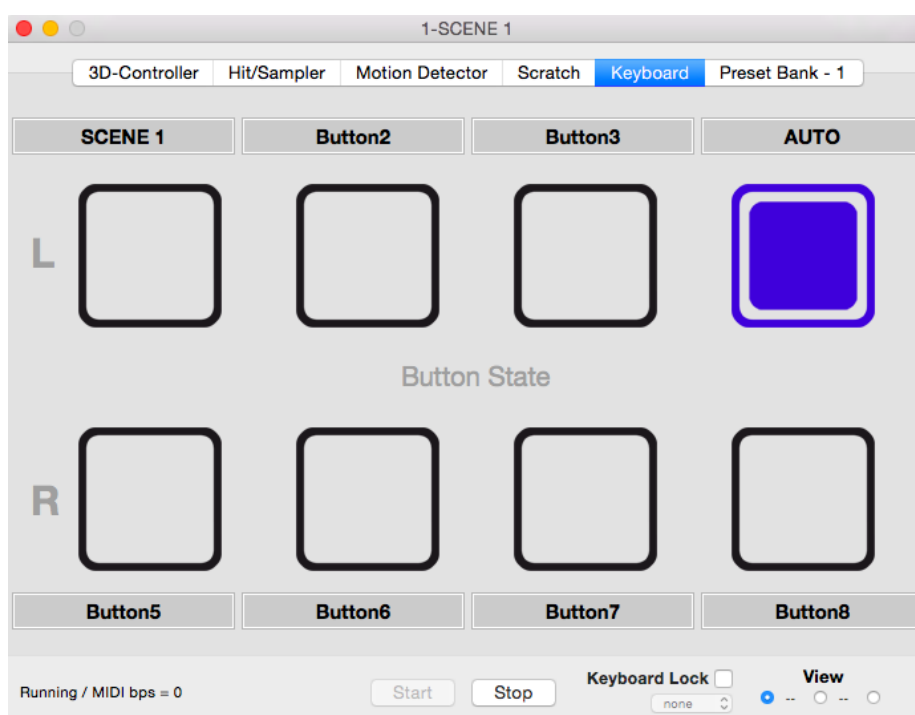 1-SCENE 1
3D-Controller Hit/Sampler Motion Detector Scratch Keyboard Preset Bank - 1
SCENE 1 Button2 Button3 AUTO
L
Button State
R
Button5 Button6 Button7 Button8
Running / MIDI bps = 0 Start Stop Keyboard Lock View
none -- --